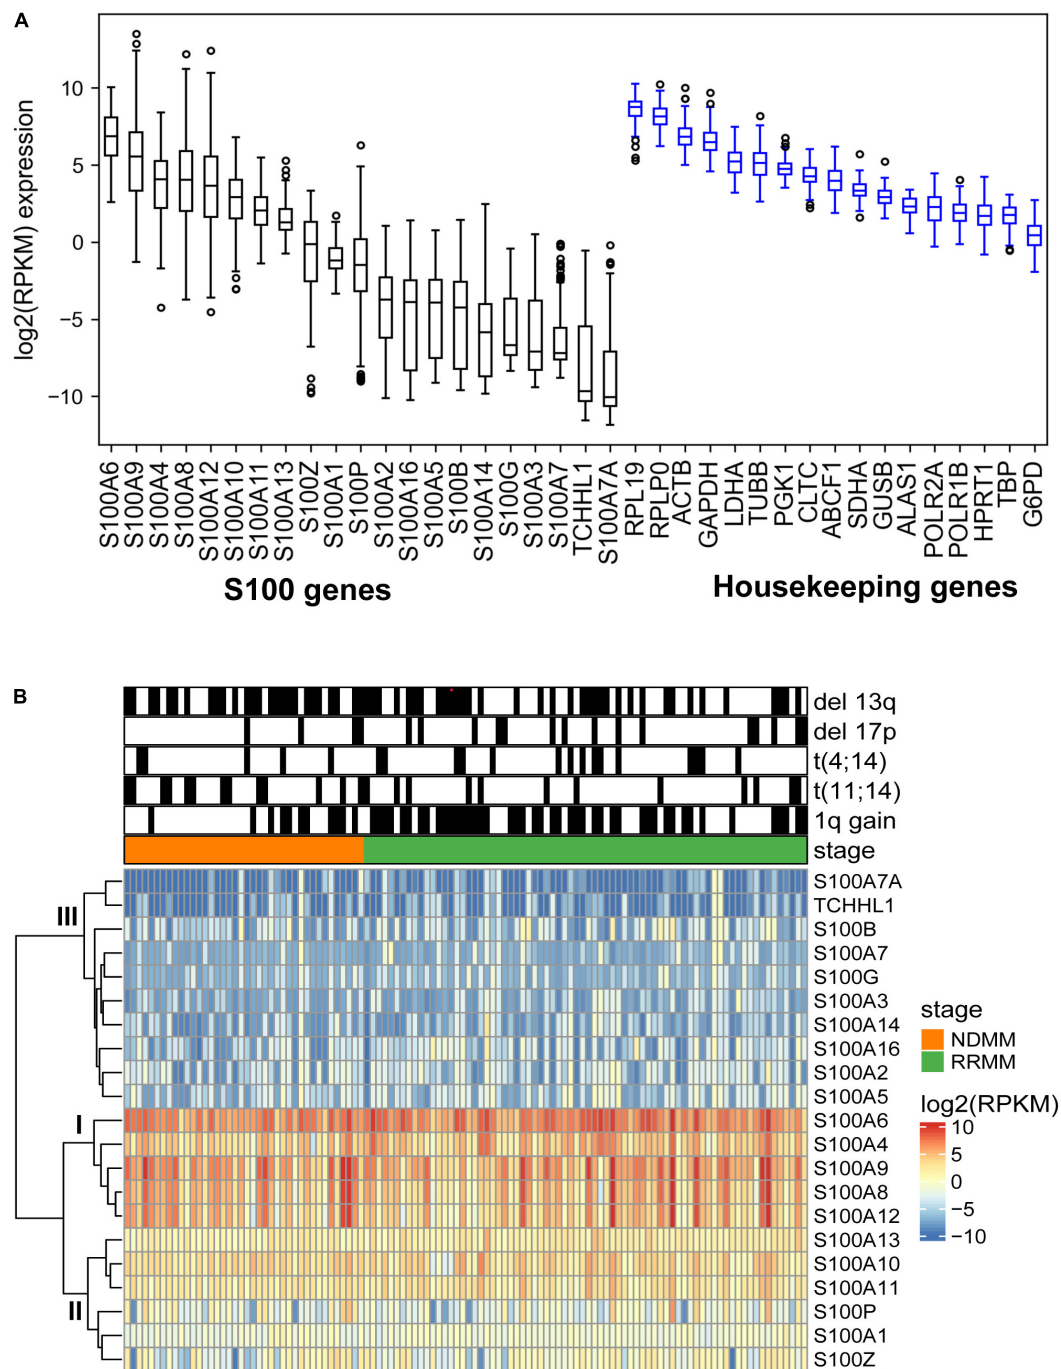 A
log2(RPKM) expression
10
5
0
−5
−10
S100A6
S100A9
S100A4
S100A8
S100A12
S100A10
S100A11
S100A13
S100Z
S100A1
S100P
S100A2
S100A16
S100A5
S100B
S100A14
S100G
S100A3
S100A7
TCHHL1
S100A7A
RPL19
RPLP0
ACTB
GAPDH
LDHA
TUBB
PGK1
CLTC
ABCF1
SDHA
GUSB
ALAS1
POLR2A
POLR1B
HPRT1
TBP
G6PD
S100 genes
Housekeeping genes
B
del 13q
del 17p
t(4;14)
t(11;14)
1q gain
stage
III
I
II
S100A7A
TCHHL1
S100B
S100A7
S100G
S100A3
S100A14
S100A16
S100A2
S100A5
S100A6
S100A4
S100A9
S100A8
S100A12
S100A13
S100A10
S100A11
S100P
S100A1
S100Z
stage
NDMM
RRMM
log2(RPKM)
10
5
0
−5
−10